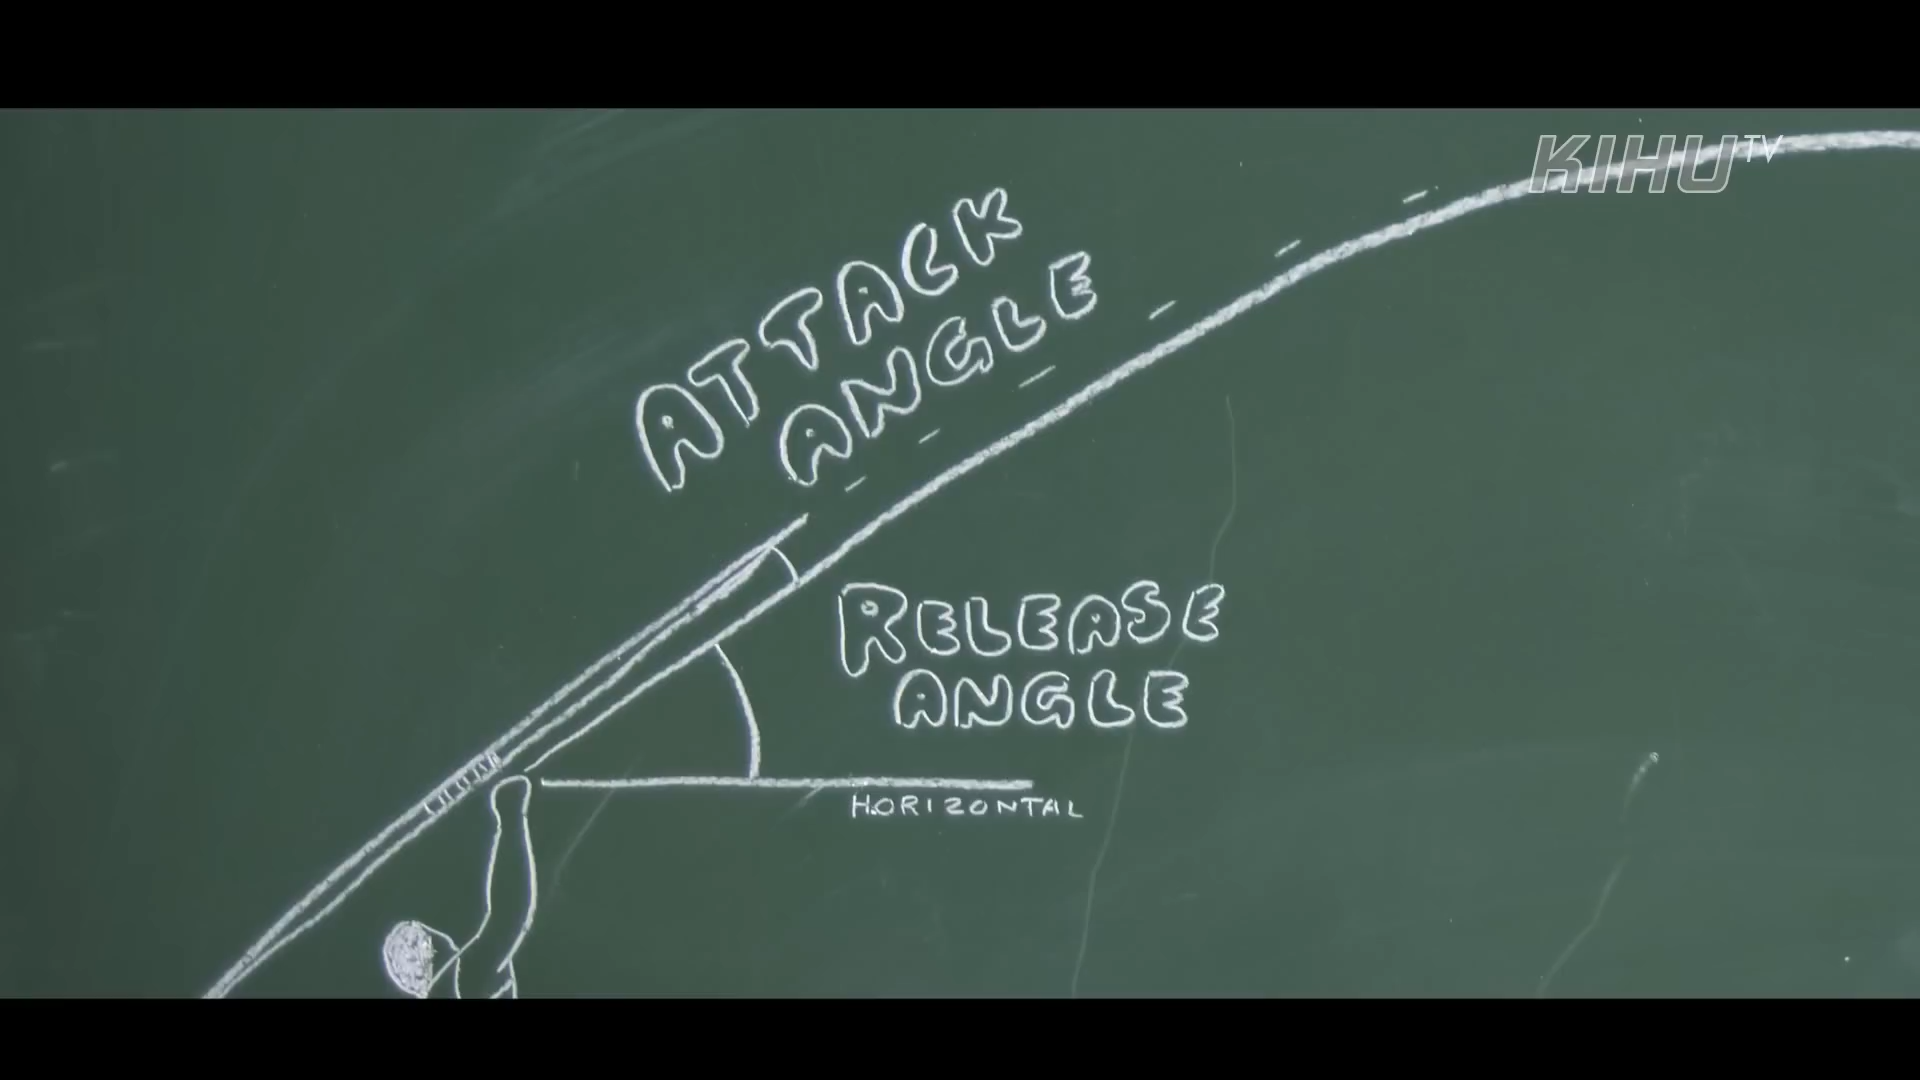 KIHU TV
ATTACK
ANGLE
RELEASE
ANGLE
HORIZONTAL